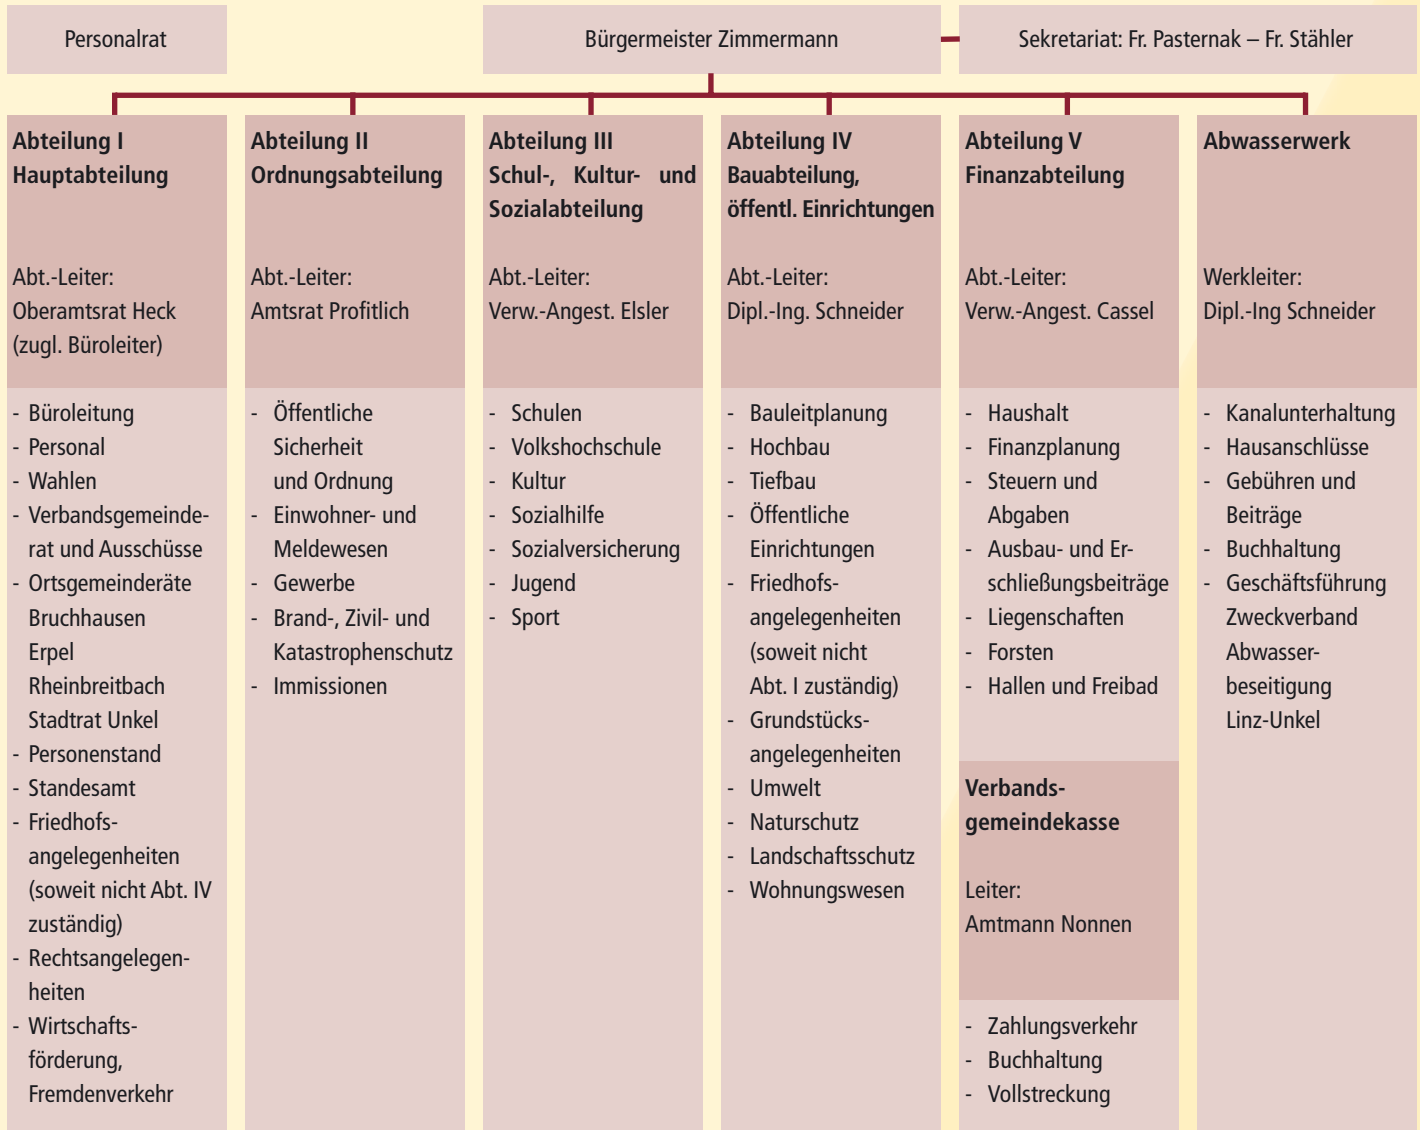 Personalrat
Bürgermeister Zimmermann
Sekretariat: Fr. Pasternak – Fr. Stähler
Abteilung I
Hauptabteilung
Abt.-Leiter:
Oberamtsrat Heck
(zugl. Büroleiter)
- Büroleitung
- Personal
- Wahlen
- Verbandsgemeinde-
rat und Ausschüsse
- Ortsgemeinderäte
Bruchhausen
Erpel
Rheinbreitbach
Stadtrat Unkel
- Personenstand
- Standesamt
- Friedhofs-
angelegenheiten
(soweit nicht Abt. IV
zuständig)
- Rechtsangelegen-
heiten
- Wirtschafts-
förderung,
Fremdenverkehr
Abteilung II
Ordnungsabteilung
Abt.-Leiter:
Amtsrat Profitlich
- Öffentliche
Sicherheit
und Ordnung
- Einwohner- und
Meldewesen
- Gewerbe
- Brand-, Zivil- und
Katastrophenschutz
- Immissionen
Abteilung III
Schul-, Kultur- und
Sozialabteilung
Abt.-Leiter:
Verw.-Angest. Elsler
- Schulen
- Volkshochschule
- Kultur
- Sozialhilfe
- Sozialversicherung
- Jugend
- Sport
Abteilung IV
Bauabteilung,
öffentl. Einrichtungen
Abt.-Leiter:
Dipl.-Ing. Schneider
- Bauleitplanung
- Hochbau
- Tiefbau
- Öffentliche
Einrichtungen
- Friedhofs-
angelegenheiten
(soweit nicht
Abt. I zuständig)
- Grundstücks-
angelegenheiten
- Umwelt
- Naturschutz
- Landschaftsschutz
- Wohnungswesen
Abteilung V
Finanzabteilung
Abt.-Leiter:
Verw.-Angest. Cassel
- Haushalt
- Finanzplanung
- Steuern und
Abgaben
- Ausbau- und Er-
schließungsbeiträge
- Liegenschaften
- Forsten
- Hallen und Freibad
Verbands-
gemeindekasse
Leiter:
Amtmann Nonnen
- Zahlungsverkehr
- Buchhaltung
- Vollstreckung
Abwasserwerk
Werkleiter:
Dipl.-Ing Schneider
- Kanalunterhaltung
- Hausanschlüsse
- Gebühren und
Beiträge
- Buchhaltung
- Geschäftsführung
Zweckverband
Abwasser-
beseitigung
Linz-Unkel